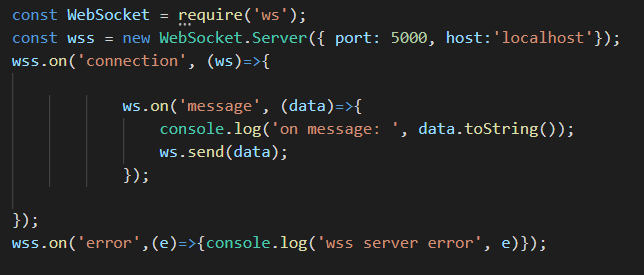 const WebSocket = require('ws');
const wss = new WebSocket.Server({ port: 5000, host:'localhost'});
wss.on('connection', (ws)=>{
ws.on('message', (data)=>{
console.log('on message: ', data.toString());
ws.send(data);
});
});
wss.on('error',(e)=>{console.log('wss server error', e)});